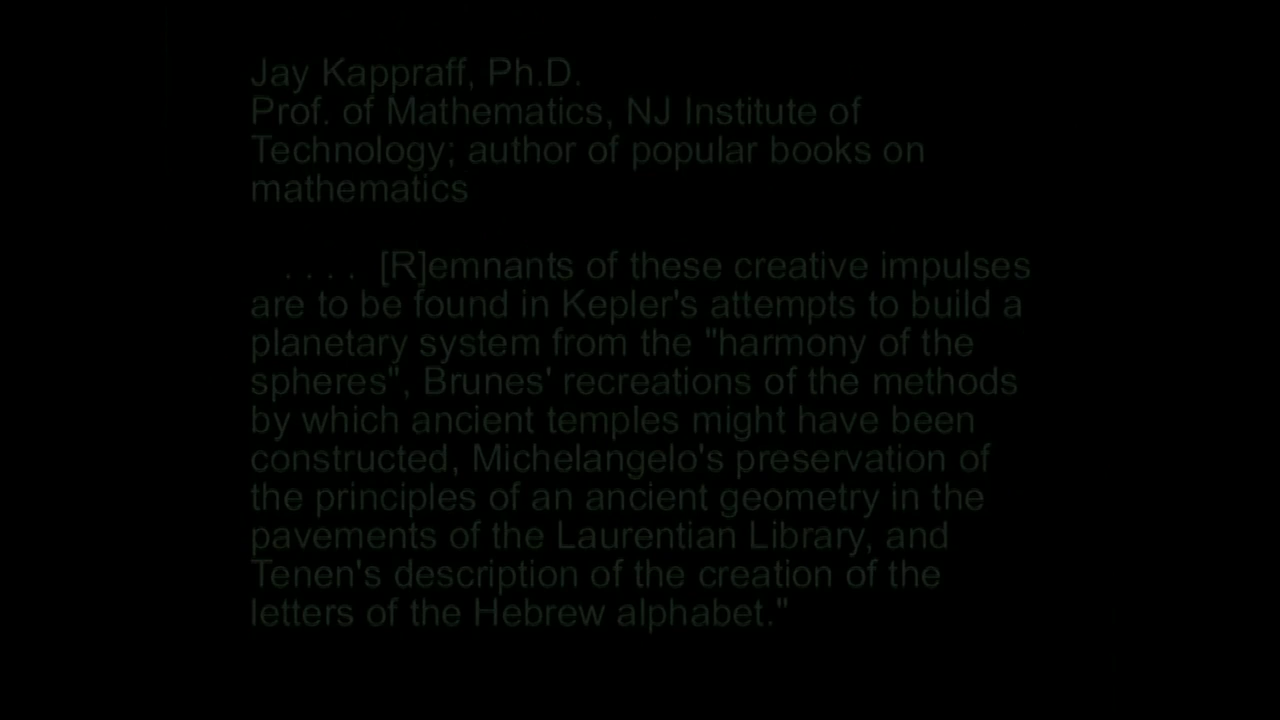 Jay Kappraff, Ph.D.
Prof. of Mathematics, NJ Institute of
Technology; author of popular books on
mathematics
. . . . [R]emnants of these creative impulses
are to be found in Kepler's attempts to build a
planetary system from the "harmony of the
spheres", Brunes' recreations of the methods
by which ancient temples might have been
constructed, Michelangelo's preservation of
the principles of an ancient geometry in the
pavements of the Laurentian Library, and
Tenen's description of the creation of the
letters of the Hebrew alphabet."